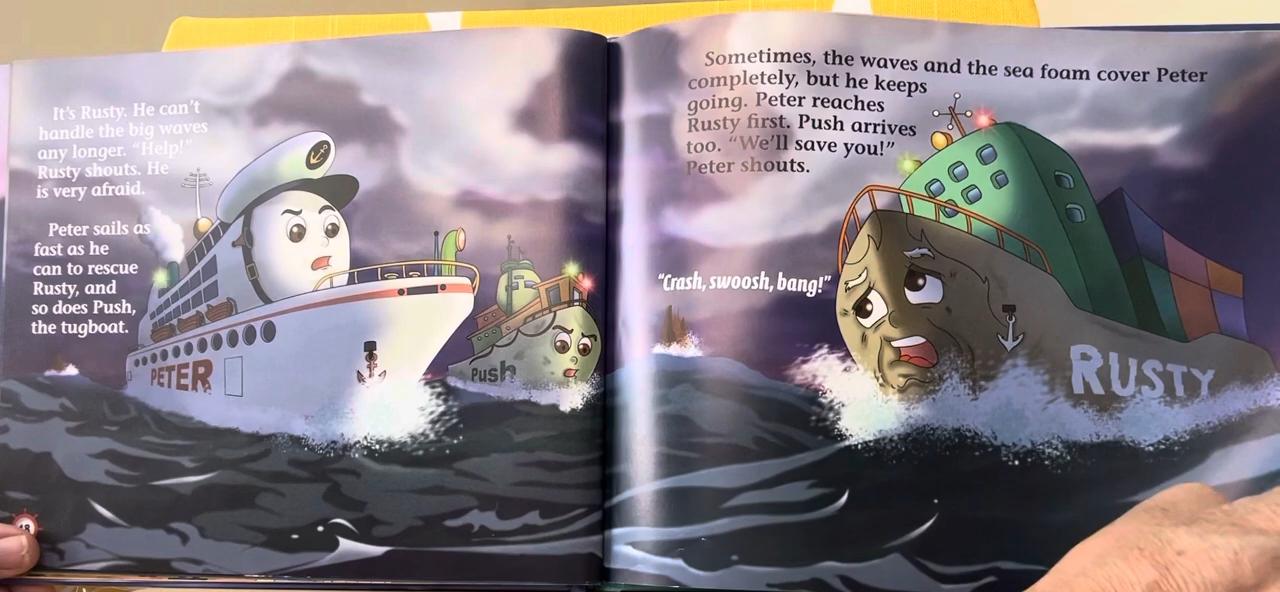 It's Rusty. He can't
handle the big waves
any longer. "Help!"
Rusty shouts. He
is very afraid.
Peter sails as
fast as he
can to rescue
Rusty, and
so does Push,
the tugboat.
PETER
Push
18
Sometimes, the waves and the sea foam cover Peter
completely, but he keeps
going. Peter reaches
Rusty first. Push arrives
too. "We'll save you!"
Peter shouts.
"Crash, swoosh, bang!"
RUSTY